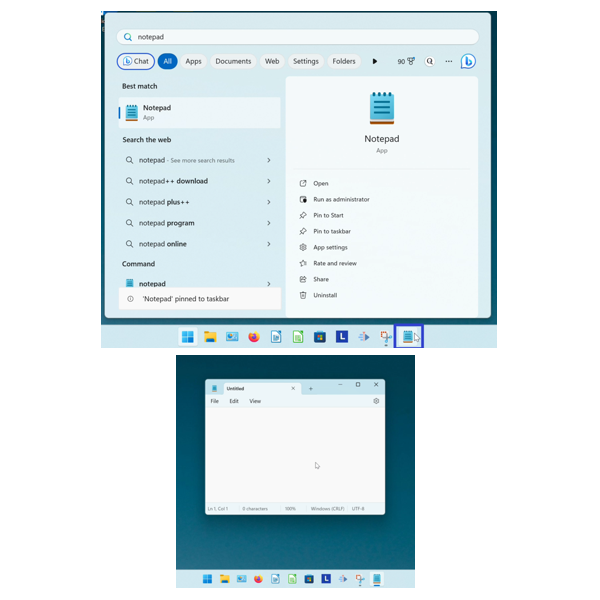 notepad
Chat All Apps Documents Web Settings Folders 90
Best match
Notepad
App
Search the web
notepad - See more search results
notepad++ download
notepad plus++
notepad program
notepad online
Command
notepad
'Notepad' pinned to taskbar
Notepad
App
Open
Run as administrator
Pin to Start
Pin to taskbar
App settings
Rate and review
Share
Uninstall
L
Untitled
File Edit View
Ln 1, Col 1 0 characters 100% Windows (CRLF) UTF-8
L